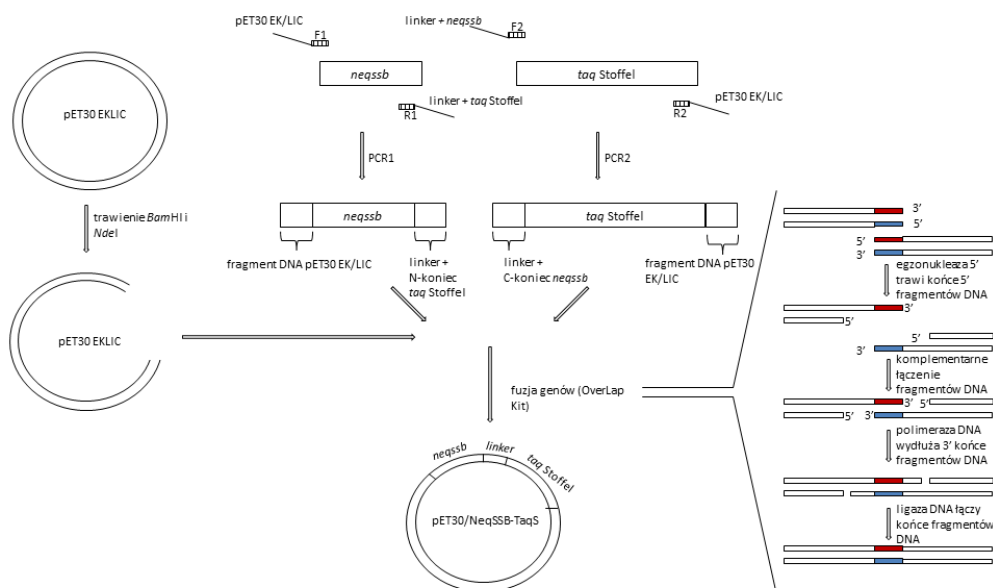 pET30 EK/LIC
F1
linker + neqssb
F2
neqssb
taq Stoffel
pET30 EKLIC
R1
linker + taq Stoffel
R2
pET30 EK/LIC
PCR1
PCR2
trawienie BamHI i
NdeI
neqssb
taq Stoffel
fragment DNA pET30 EK/LIC
linker +
N-koniec
taq Stoffel
linker +
C-koniec neqssb
fragment DNA pET30
EK/LIC
pET30 EKLIC
fuzja genów (OverLap
Kit)
neqssb
linker
taq Stoffel
pET30/NeqSSB-TaqS
3’
5’
5’
3’
egzonukleaza 5’
trawi końce 5’
fragmentów DNA
3’
5’
5’
3’
komplementarne
łączenie
fragmentów DNA
3’ 5’
5’ 3’
polimeraza DNA
wydłuża 3’ końce
fragmentów DNA
ligaza DNA łączy
końce fragmentów
DNA